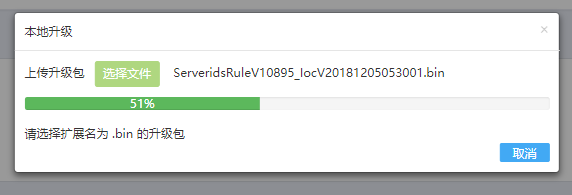 本地升级
×
上传升级包 选择文件 ServeridsRuleV10895_IocV20181205053001.bin
51%
请选择扩展名为 .bin 的升级包
取消